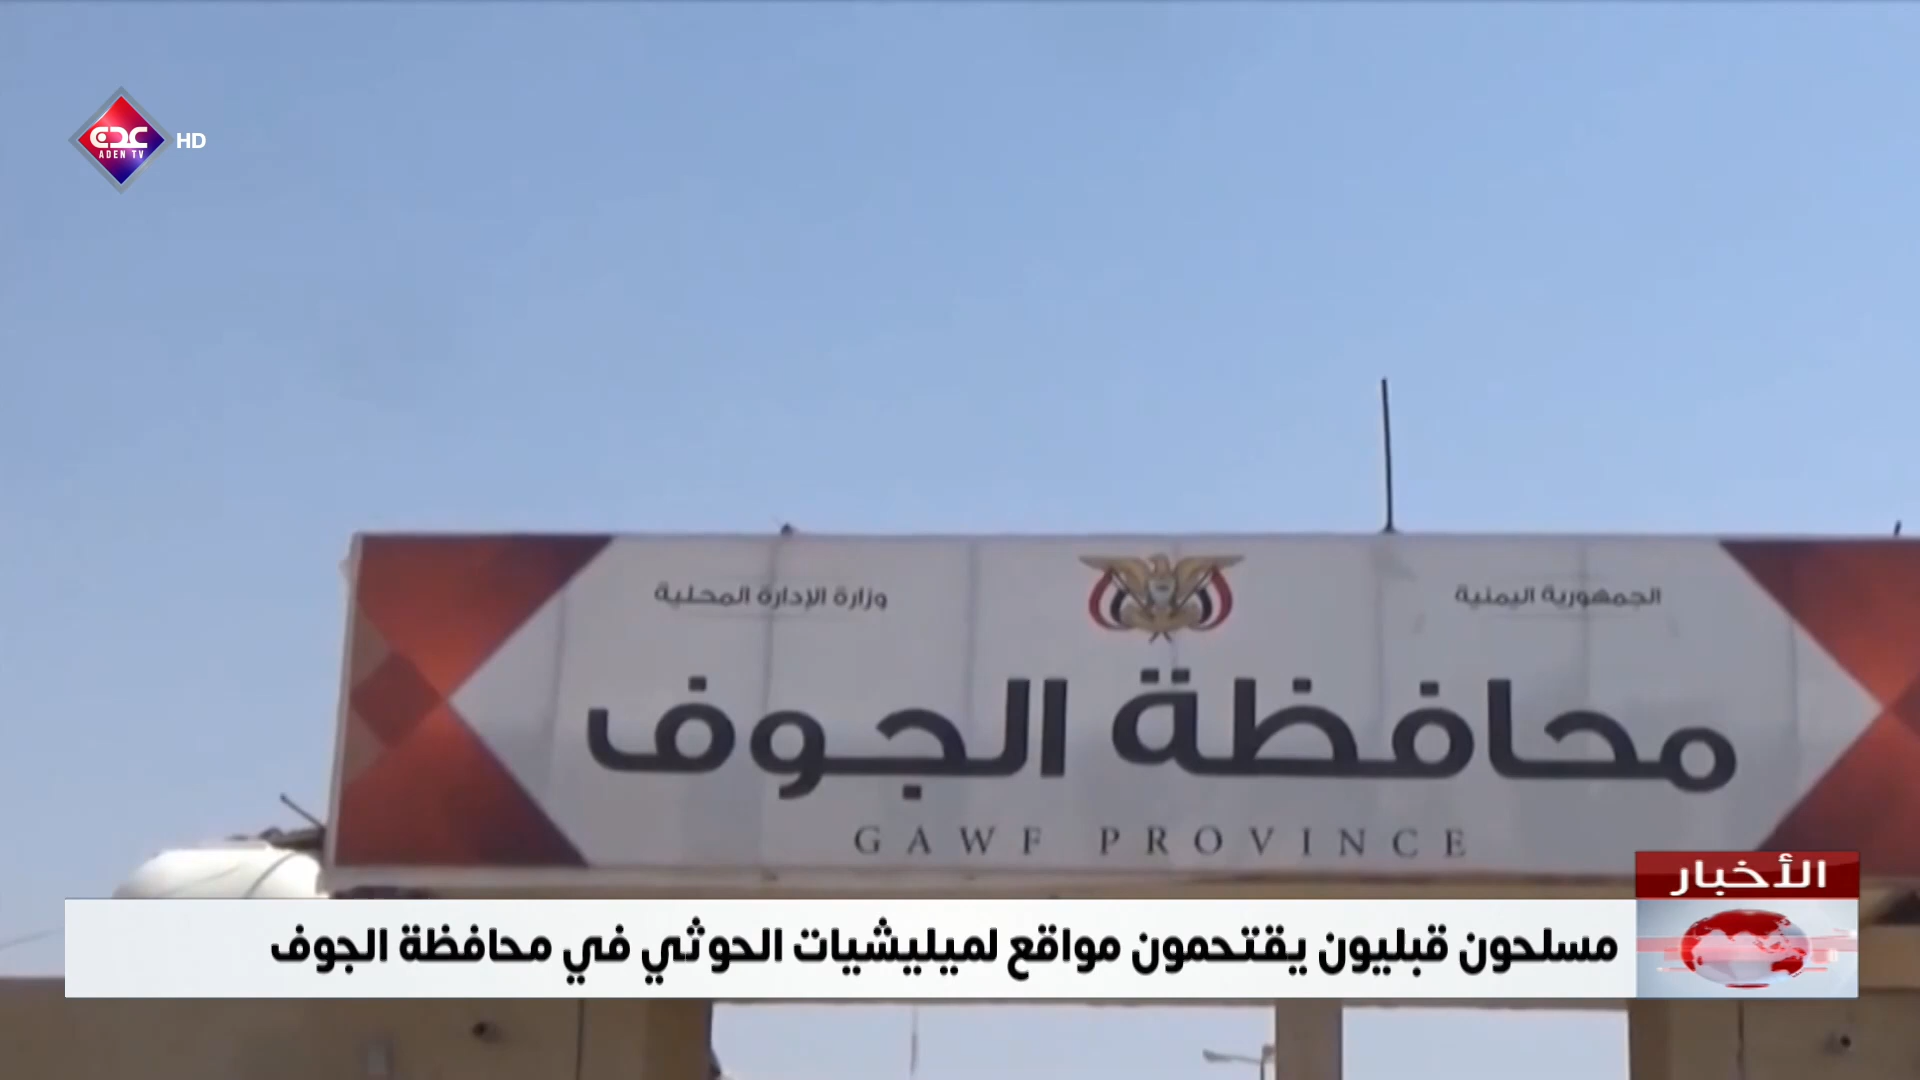 عدن
ADEN TV
HD
الجمهورية اليمنية
وزارة الإدارة المحلية
محافظة الجوف
GAWF PROVINCE
الأخبار
مسلحون قبليون يقتحمون مواقع لميليشيات الحوثي في محافظة الجوف